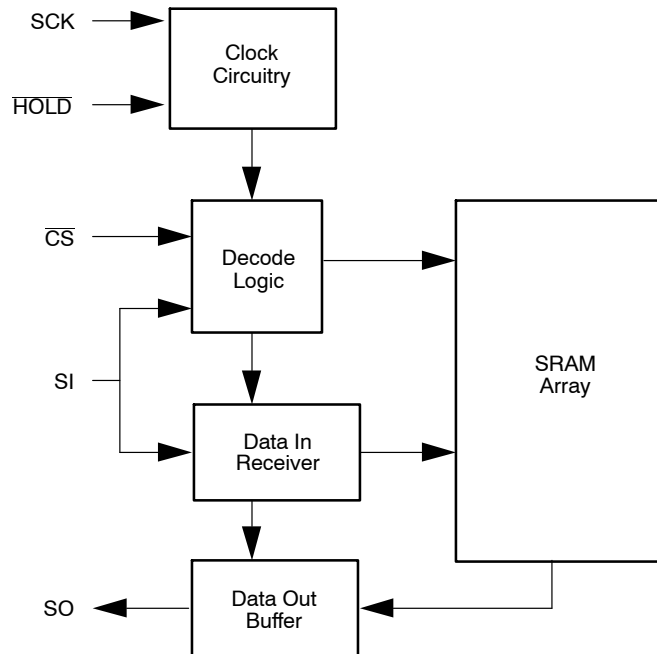 SCK
Clock
Circuitry
HOLD
CS
Decode
Logic
SI
SRAM
Array
Data In
Receiver
SO
Data Out
Buffer